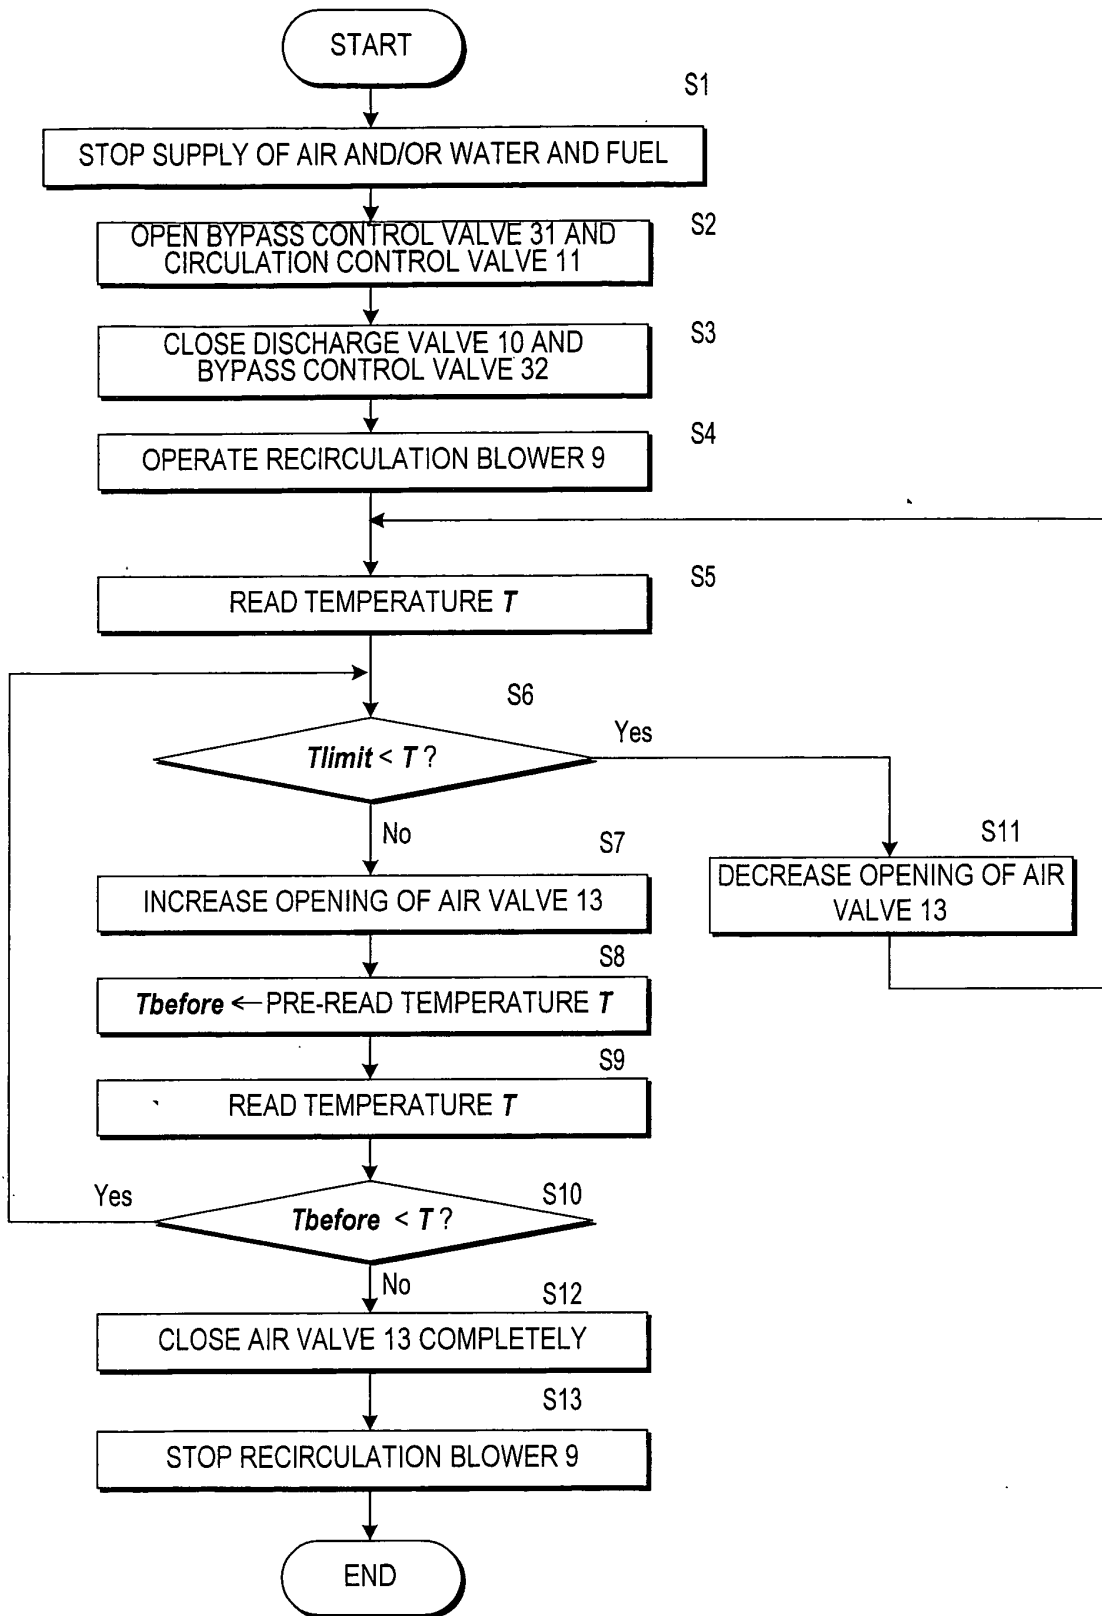 START
S1
STOP SUPPLY OF AIR AND/OR WATER AND FUEL
S2
OPEN BYPASS CONTROL VALVE 31 AND
CIRCULATION CONTROL VALVE 11
S3
CLOSE DISCHARGE VALVE 10 AND
BYPASS CONTROL VALVE 32
S4
OPERATE RECIRCULATION BLOWER 9
S5
READ TEMPERATURE T
S6
Tlimit < T ?
Yes
No
S7
INCREASE OPENING OF AIR VALVE 13
S11
DECREASE OPENING OF AIR
VALVE 13
S8
Tbefore ← PRE-READ TEMPERATURE T
S9
READ TEMPERATURE T
S10
Tbefore < T ?
Yes
No
S12
CLOSE AIR VALVE 13 COMPLETELY
S13
STOP RECIRCULATION BLOWER 9
END